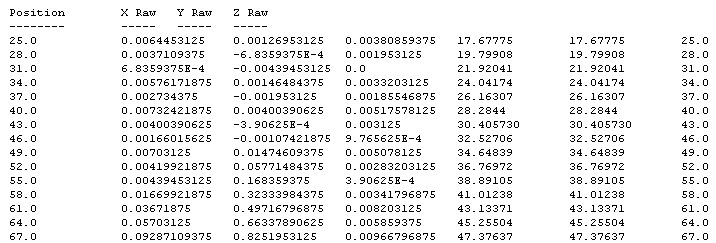 Position X Raw Y Raw Z Raw
-------- ----- ----- -----
25.0 0.0064453125 0.00126953125 0.00380859375 17.67775 17.67775 25.0
28.0 0.0037109375 -6.8359375E-4 0.001953125 19.79908 19.79908 28.0
31.0 6.8359375E-4 -0.00439453125 0.0 21.92041 21.92041 31.0
34.0 0.00576171875 0.00146484375 0.0033203125 24.04174 24.04174 34.0
37.0 0.002734375 -0.001953125 0.00185546875 26.16307 26.16307 37.0
40.0 0.00732421875 0.00400390625 0.00517578125 28.2844 28.2844 40.0
43.0 0.00400390625 -3.90625E-4 0.003125 30.405730 30.405730 43.0
46.0 0.00166015625 -0.00107421875 9.765625E-4 32.52706 32.52706 46.0
49.0 0.00703125 0.01474609375 0.005078125 34.64839 34.64839 49.0
52.0 0.00419921875 0.05771484375 0.00283203125 36.76972 36.76972 52.0
55.0 0.00439453125 0.168359375 3.90625E-4 38.89105 38.89105 55.0
58.0 0.01669921875 0.32333984375 0.00341796875 41.01238 41.01238 58.0
61.0 0.03671875 0.49716796875 0.008203125 43.13371 43.13371 61.0
64.0 0.05703125 0.66337890625 0.005859375 45.25504 45.25504 64.0
67.0 0.09287109375 0.8251953125 0.00966796875 47.37637 47.37637 67.0